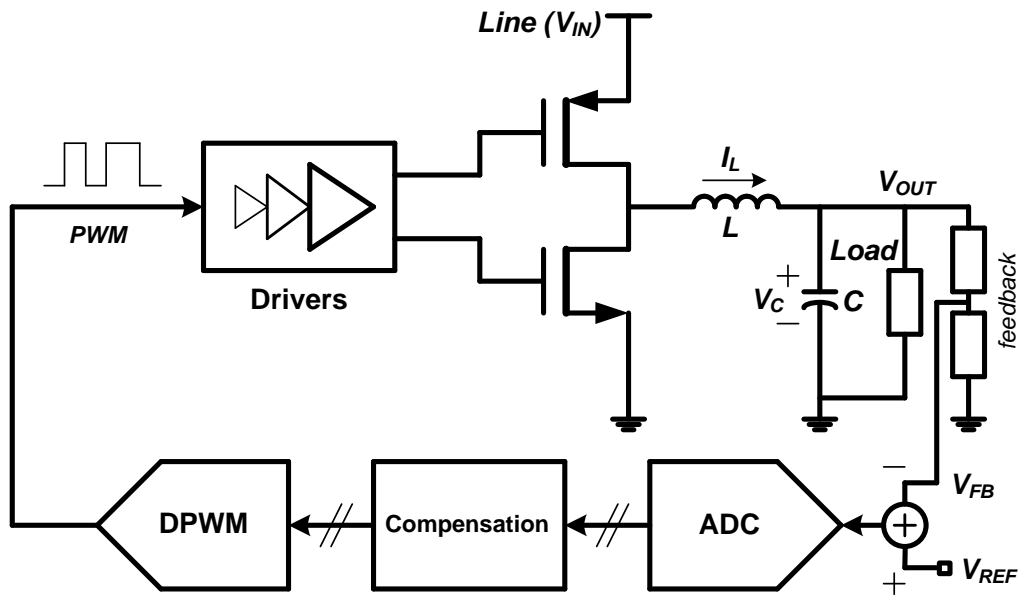 Line (VIN)
IL
VOUT
PWM
L
Load
Drivers
+
VC
C
−
feedback
−
VFB
DPWM
Compensation
ADC
+
+
VREF